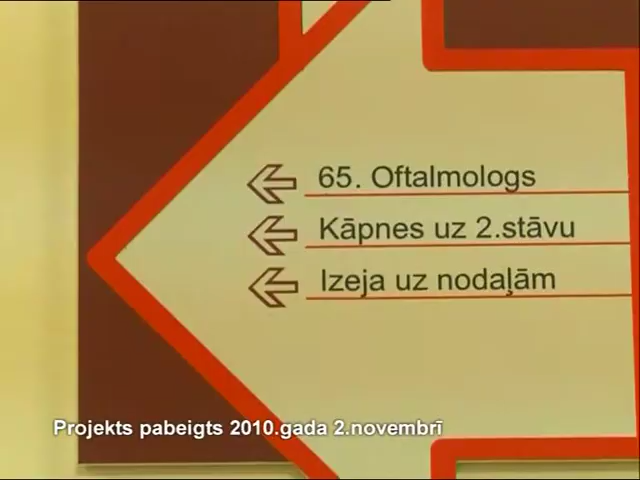 65. Oftalmologs
Kāpnes uz 2.stāvu
Izeja uz nodaļām
Projekts pabeigts 2010.gada 2.novembrī